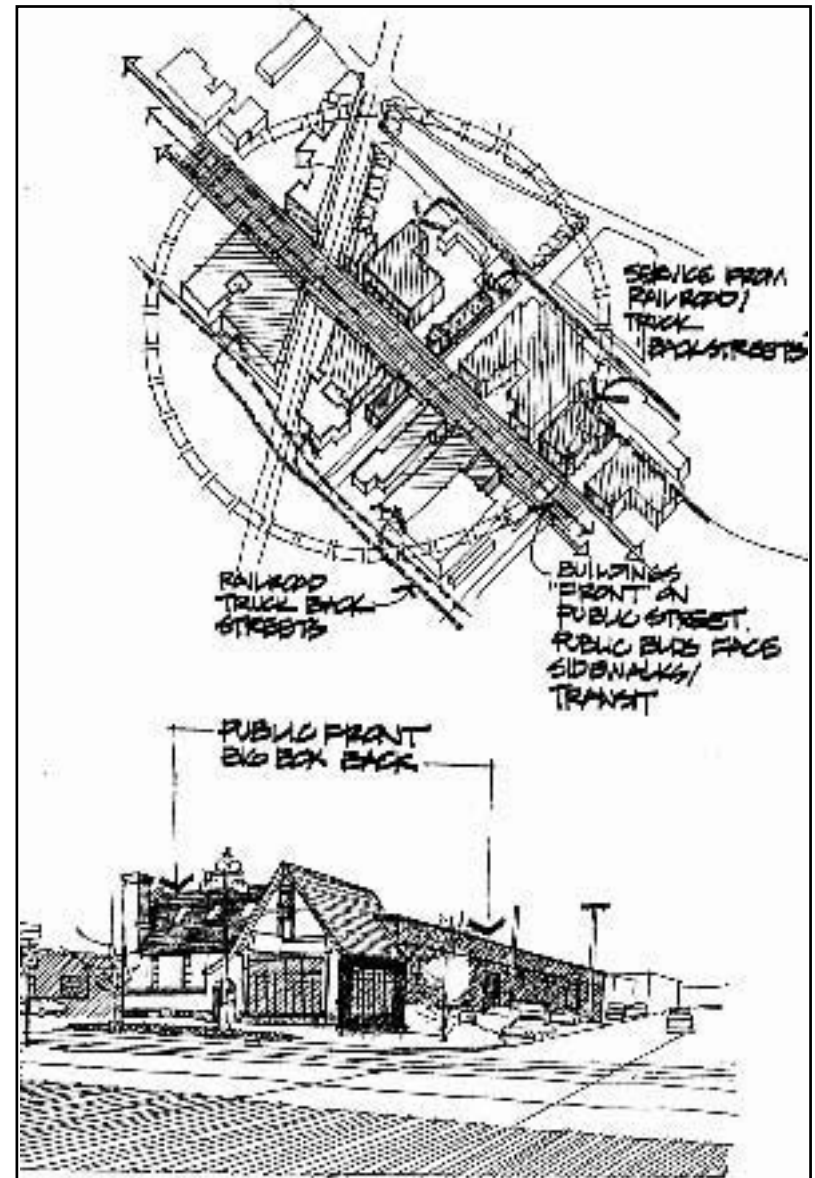 SERVICE FROM
RAILROAD/
TRUCK
BACKSTREETS
RAILROAD
TRUCK BACK
STREETS
BUILDINGS
"FRONT" ON
PUBLIC STREET.
PUBLIC BLDS FACE
SIDEWALKS/
TRANSIT
PUBLIC FRONT
BIG BOX BACK